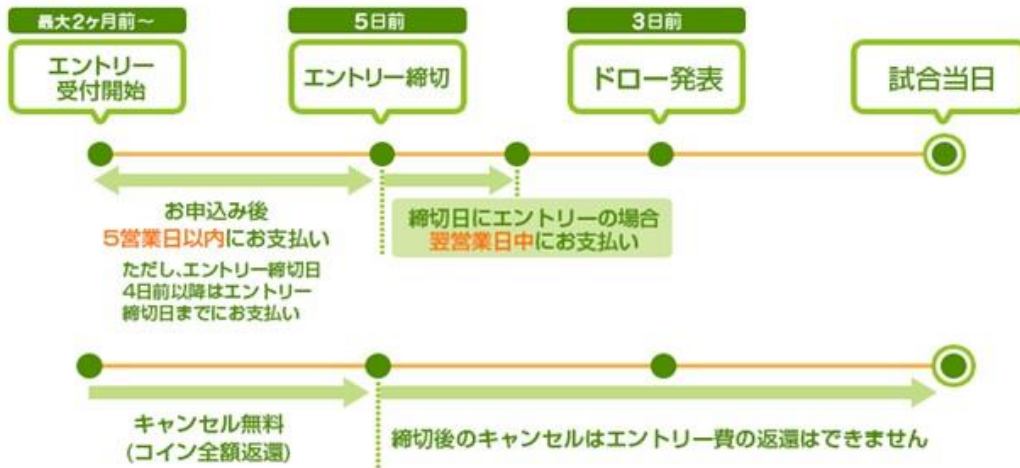 最大2ヶ月前～
5日前
3日前
エントリー
受付開始
エントリー締切
ドロー発表
試合当日
お申込み後
5営業日以内にお支払い
ただし、エントリー締切日
4日前以降はエントリー
締切日までにお支払い
締切日にエントリーの場合
翌営業日中にお支払い
キャンセル無料
(コイン全額返還)
締切後のキャンセルはエントリー費の返還はできません